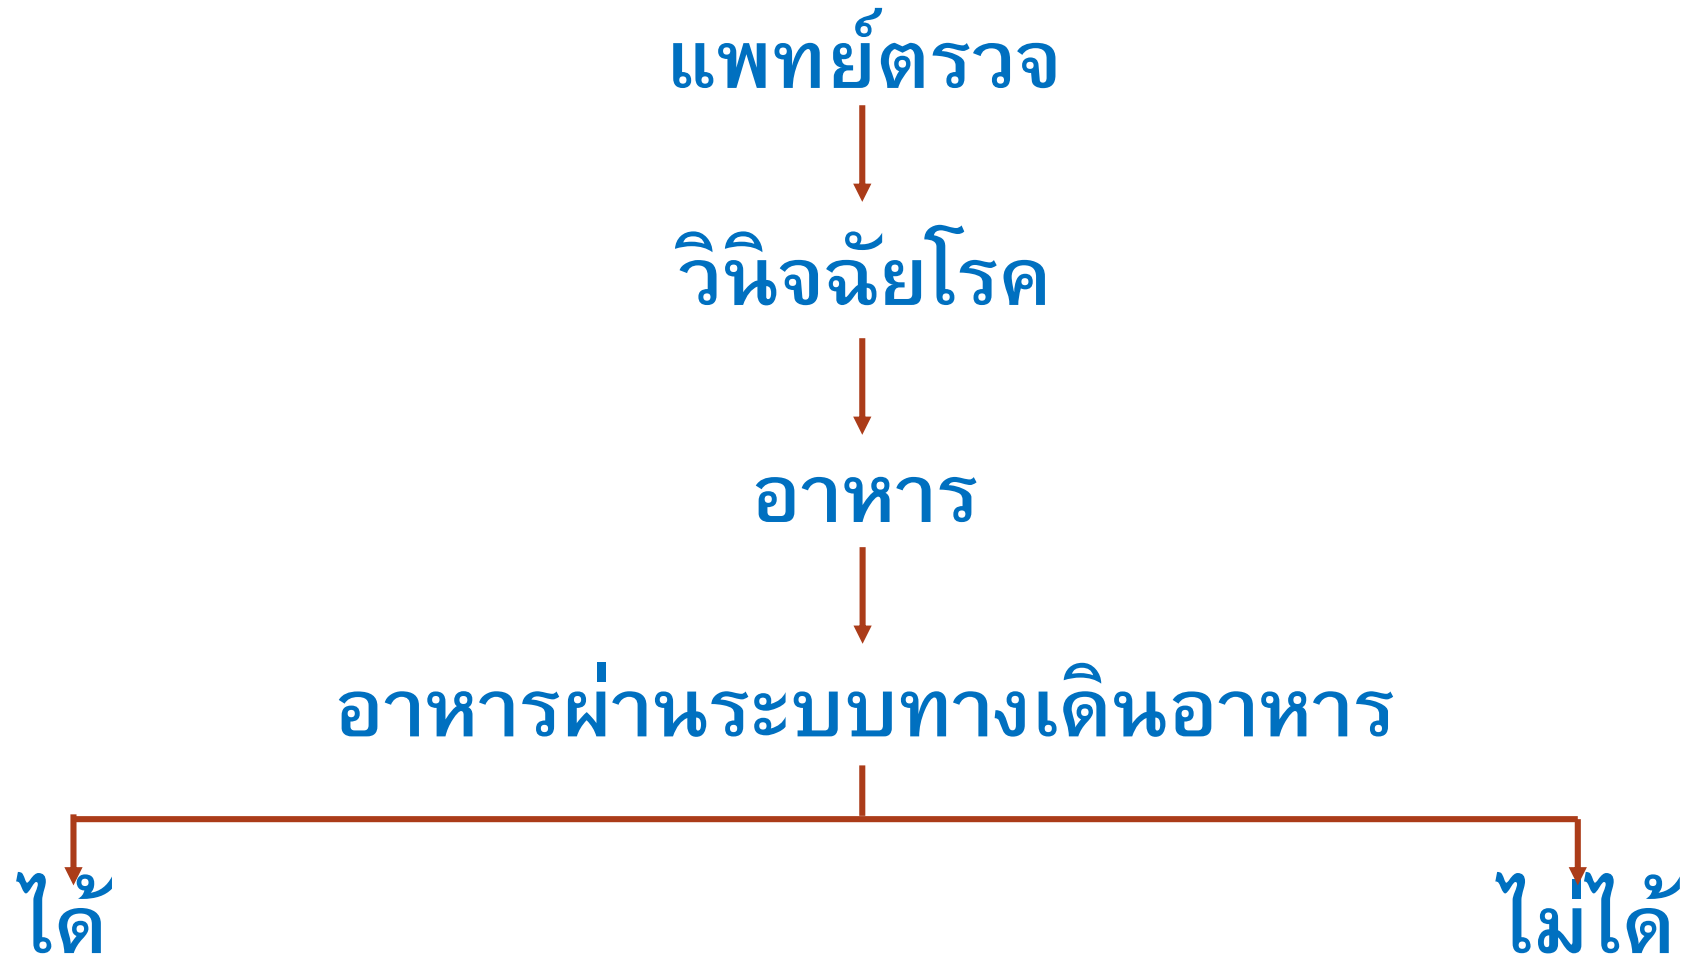 แพทย์ตรวจ
วินิจฉัยโรค
อาหาร
อาหารผ่านระบบทางเดินอาหาร
ได้
ไม่ได้